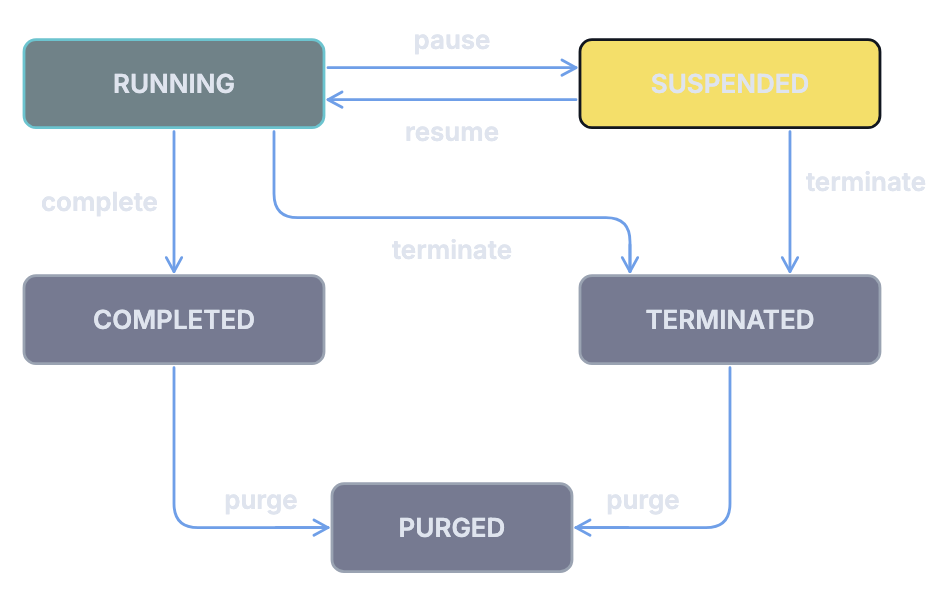 pause
RUNNING
SUSPENDED
resume
complete
terminate
terminate
COMPLETED
TERMINATED
purge
purge
PURGED